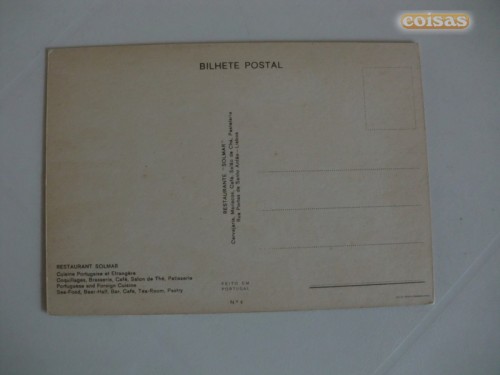 coisas
BILHETE POSTAL
RESTAURANTE "SOLMAR"
Cervejaria, Marisco, Café, Salão de Chá, Pastelaria
Rua Portas de Santo Antão - Lisboa
RESTAURANT SOLMAR
Cuisine Portugaise et Etrangère
Coquillages, Brasserie, Café, Salon de Thé, Patisserie
Portuguese and Foreign Cuisine
Sea-Food, Beer-Hall, Bar, Café, Tea-Room, Pastry
FEITO EM
PORTUGAL